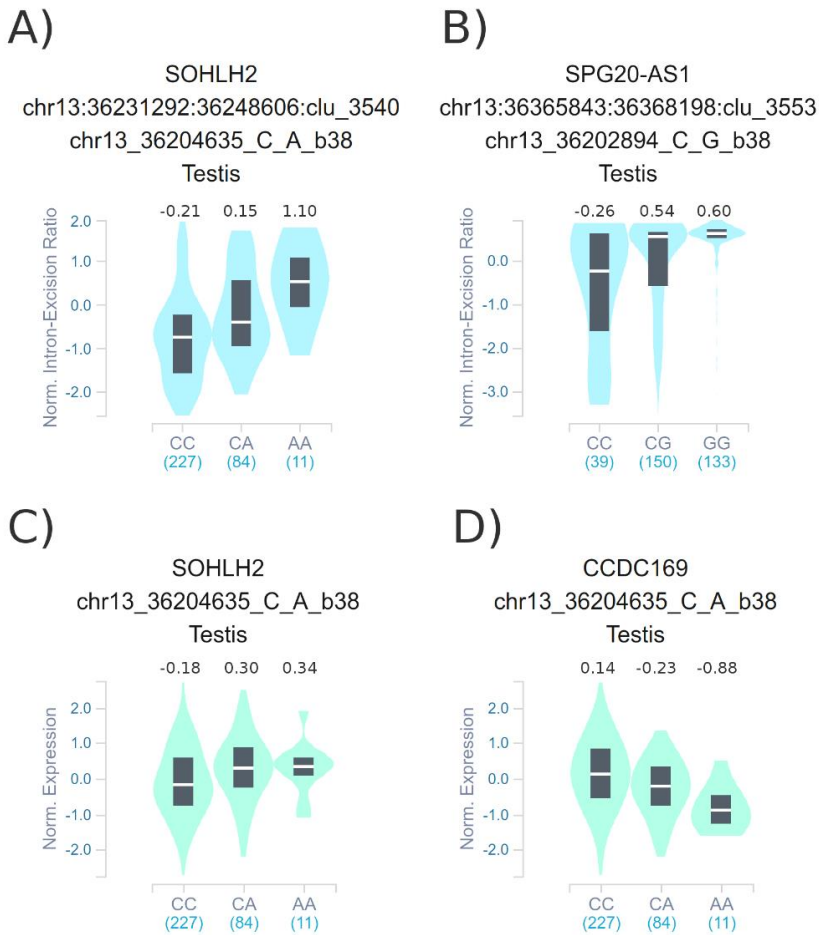 A)
SOHLH2
chr13:36231292:36248606:clu_3540
chr13_36204635_C_A_b38
Testis
-0.21 0.15 1.10
Norm. Intron-Excision Ratio
2.0
1.0
0.0
-1.0
-2.0
CC CA AA
(227) (84) (11)
B)
SPG20-AS1
chr13:36365843:36368198:clu_3553
chr13_36202894_C_G_b38
Testis
-0.26 0.54 0.60
Norm. Intron-Excision Ratio
0.0
-1.0
-2.0
-3.0
CC CG GG
(39) (150) (133)
C)
SOHLH2
chr13_36204635_C_A_b38
Testis
-0.18 0.30 0.34
Norm. Expression
2.0
1.0
0.0
-1.0
-2.0
CC CA AA
(227) (84) (11)
D)
CCDC169
chr13_36204635_C_A_b38
Testis
0.14 -0.23 -0.88
Norm. Expression
2.0
1.0
0.0
-1.0
-2.0
CC CA AA
(227) (84) (11)